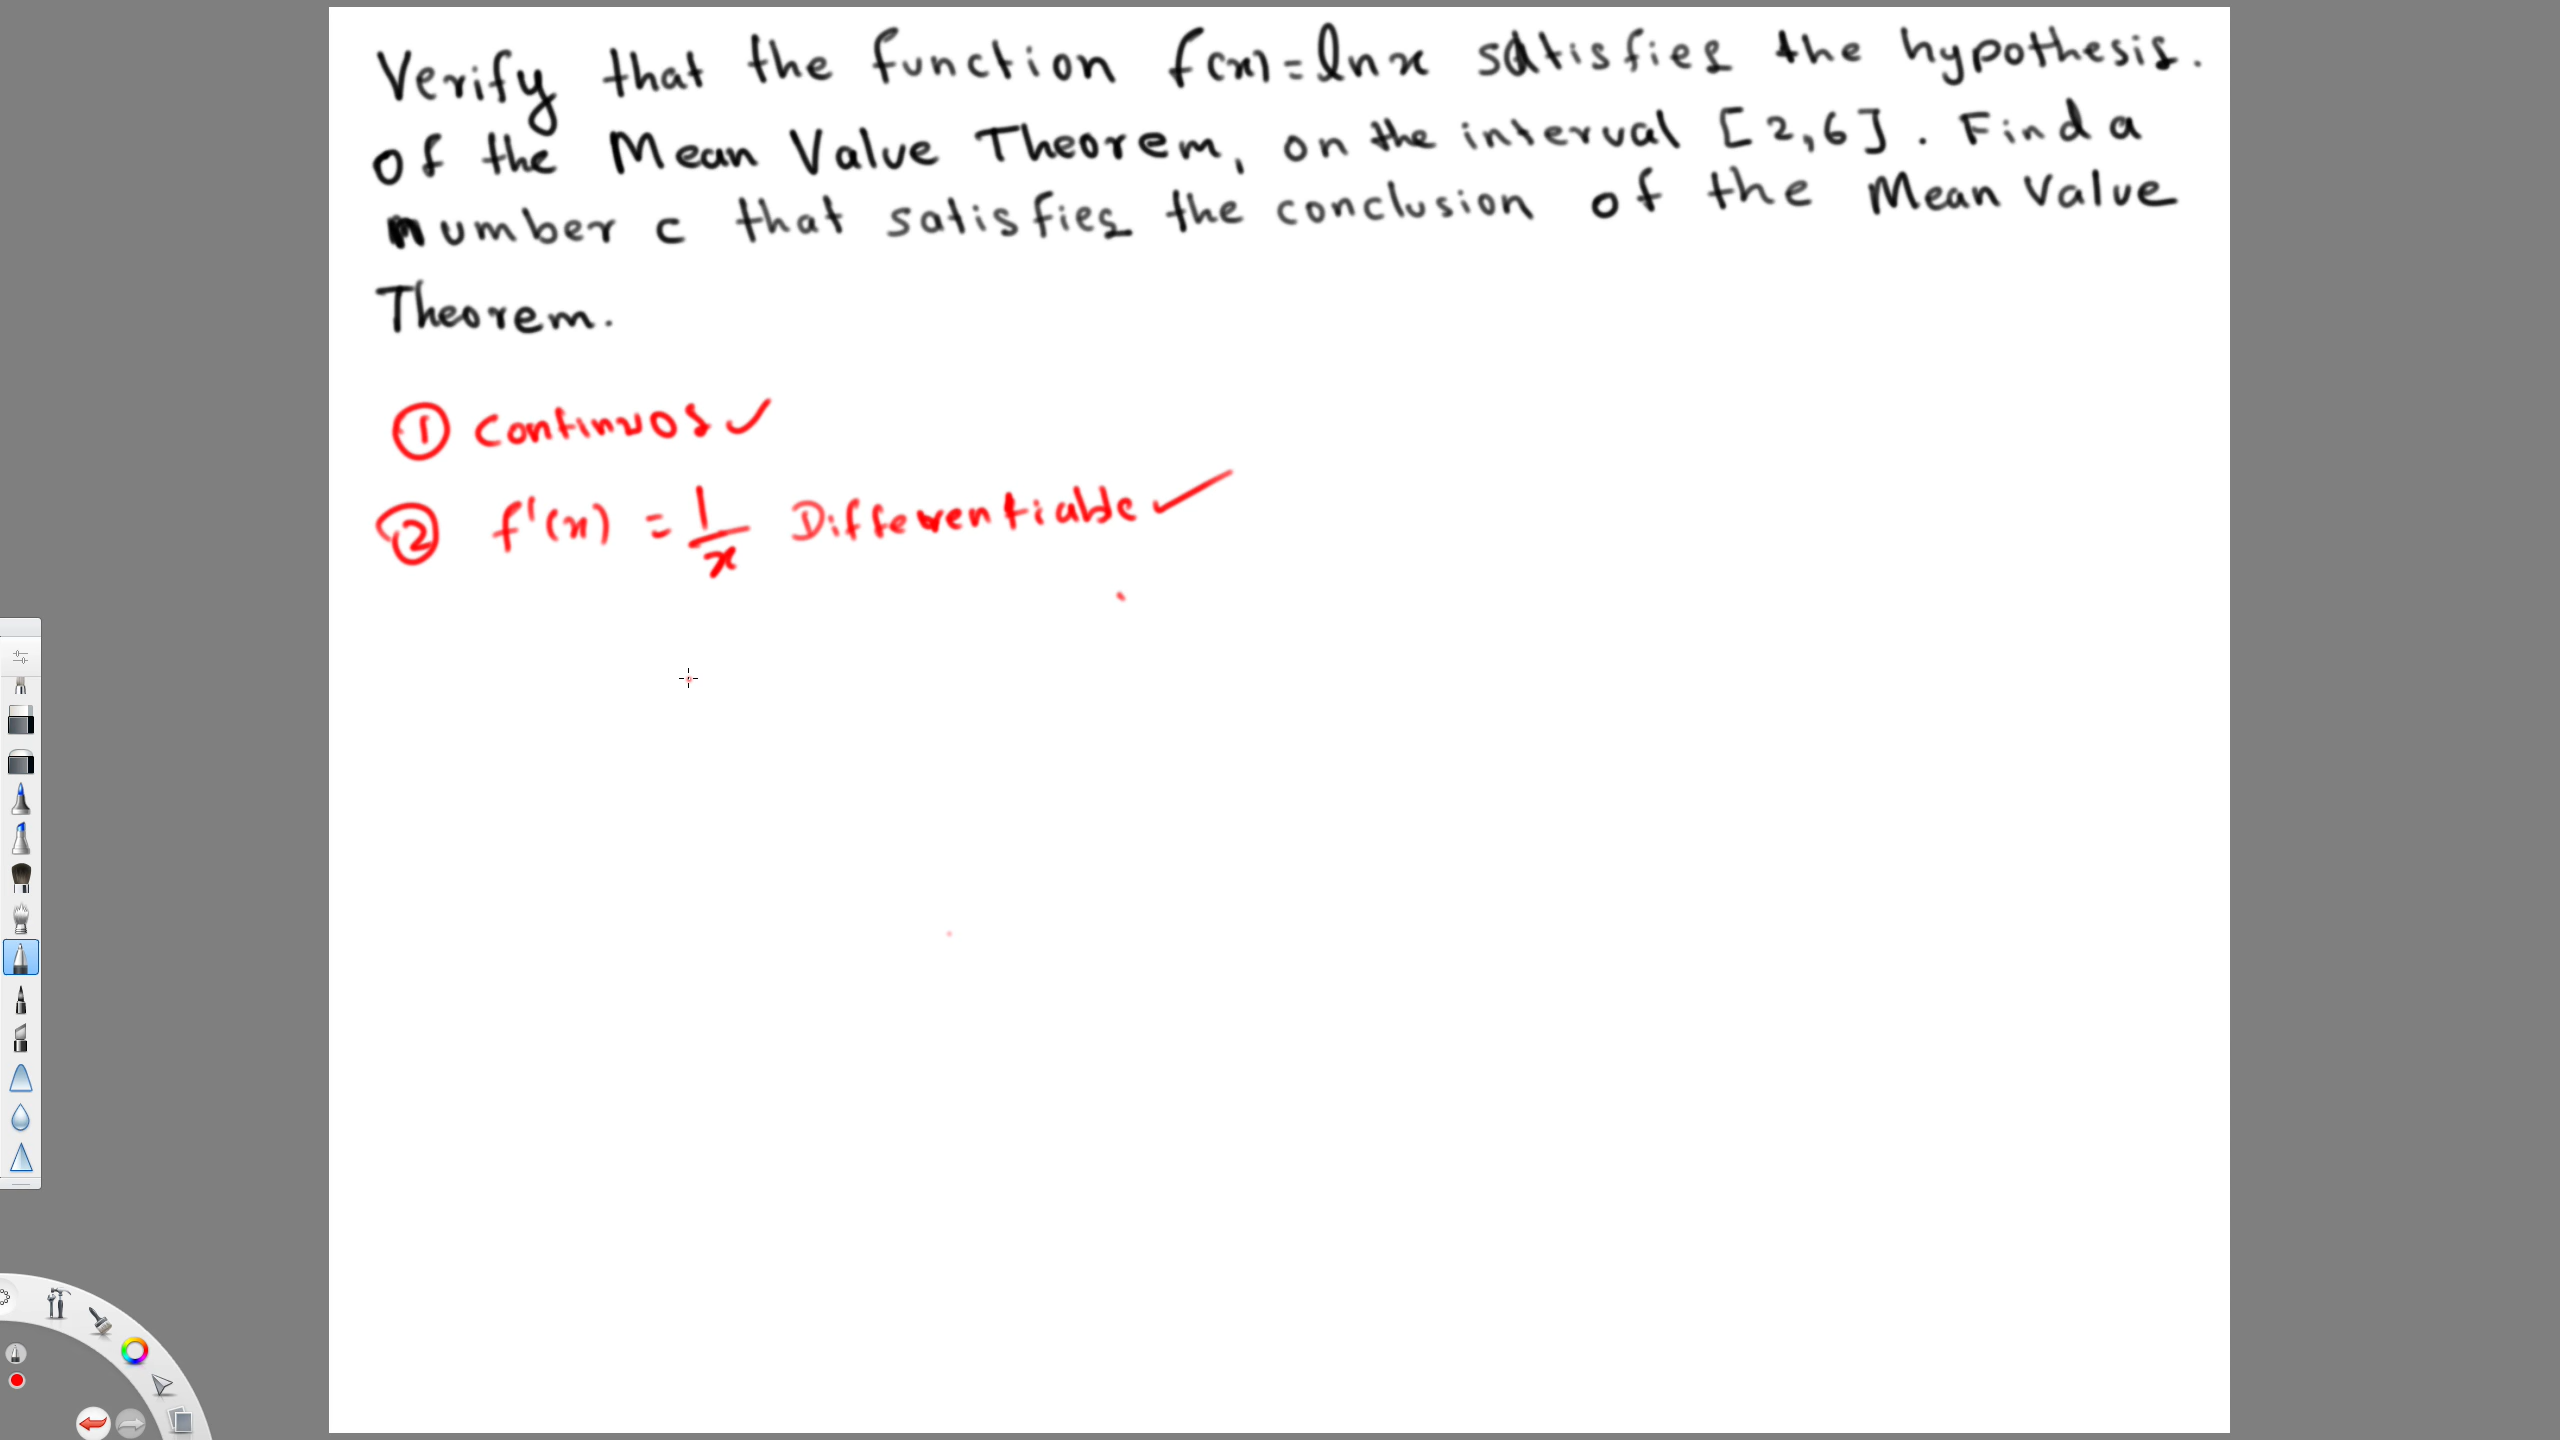 Verify that the function f(x)=ln x satisfies the hypothesis.
of the Mean Value Theorem, on the interval [2,6]. Find a
number c that satisfies the conclusion of the Mean Value
Theorem.
① Continuos ✓
② f'(x) = 1/x Differentiable ✓